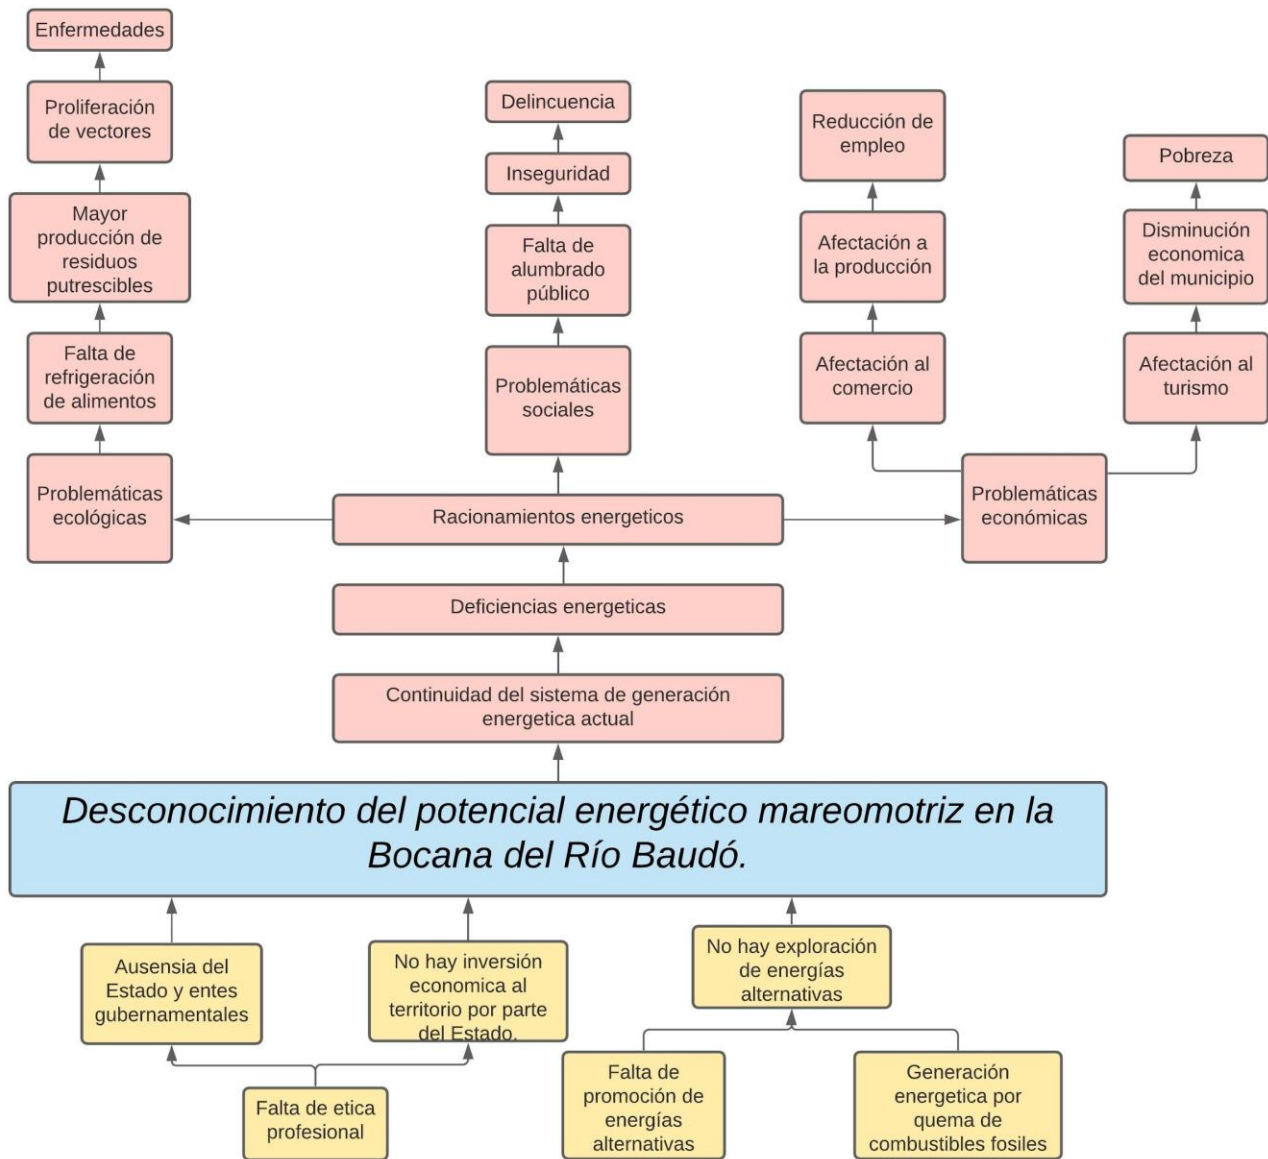 Enfermedades
Proliferación
de vectores
Mayor
producción de
residuos
putrescibles
Falta de
refrigeración
de alimentos
Problemáticas
ecológicas
Delincuencia
Inseguridad
Falta de
alumbrado
público
Problemáticas
sociales
Reducción de
empleo
Afectación a
la producción
Afectación al
comercio
Pobreza
Disminución
economica
del municipio
Afectación al
turismo
Problemáticas
económicas
Racionamientos energeticos
Deficiencias energeticas
Continuidad del sistema de generación
energetica actual
Desconocimiento del potencial energético mareomotriz en la
Bocana del Río Baudó.
Ausensia del
Estado y entes
gubernamentales
No hay inversión
economica al
territorio por parte
del Estado.
No hay exploración
de energías
alternativas
Falta de etica
profesional
Falta de
promoción de
energías
alternativas
Generación
energetica por
quema de
combustibles fosiles